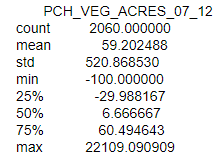 PCH_VEG_ACRES_07_12
count 2060.000000
mean 59.202488
std 520.868530
min -100.000000
25% -29.988167
50% 6.666667
75% 60.494643
max 22109.090909